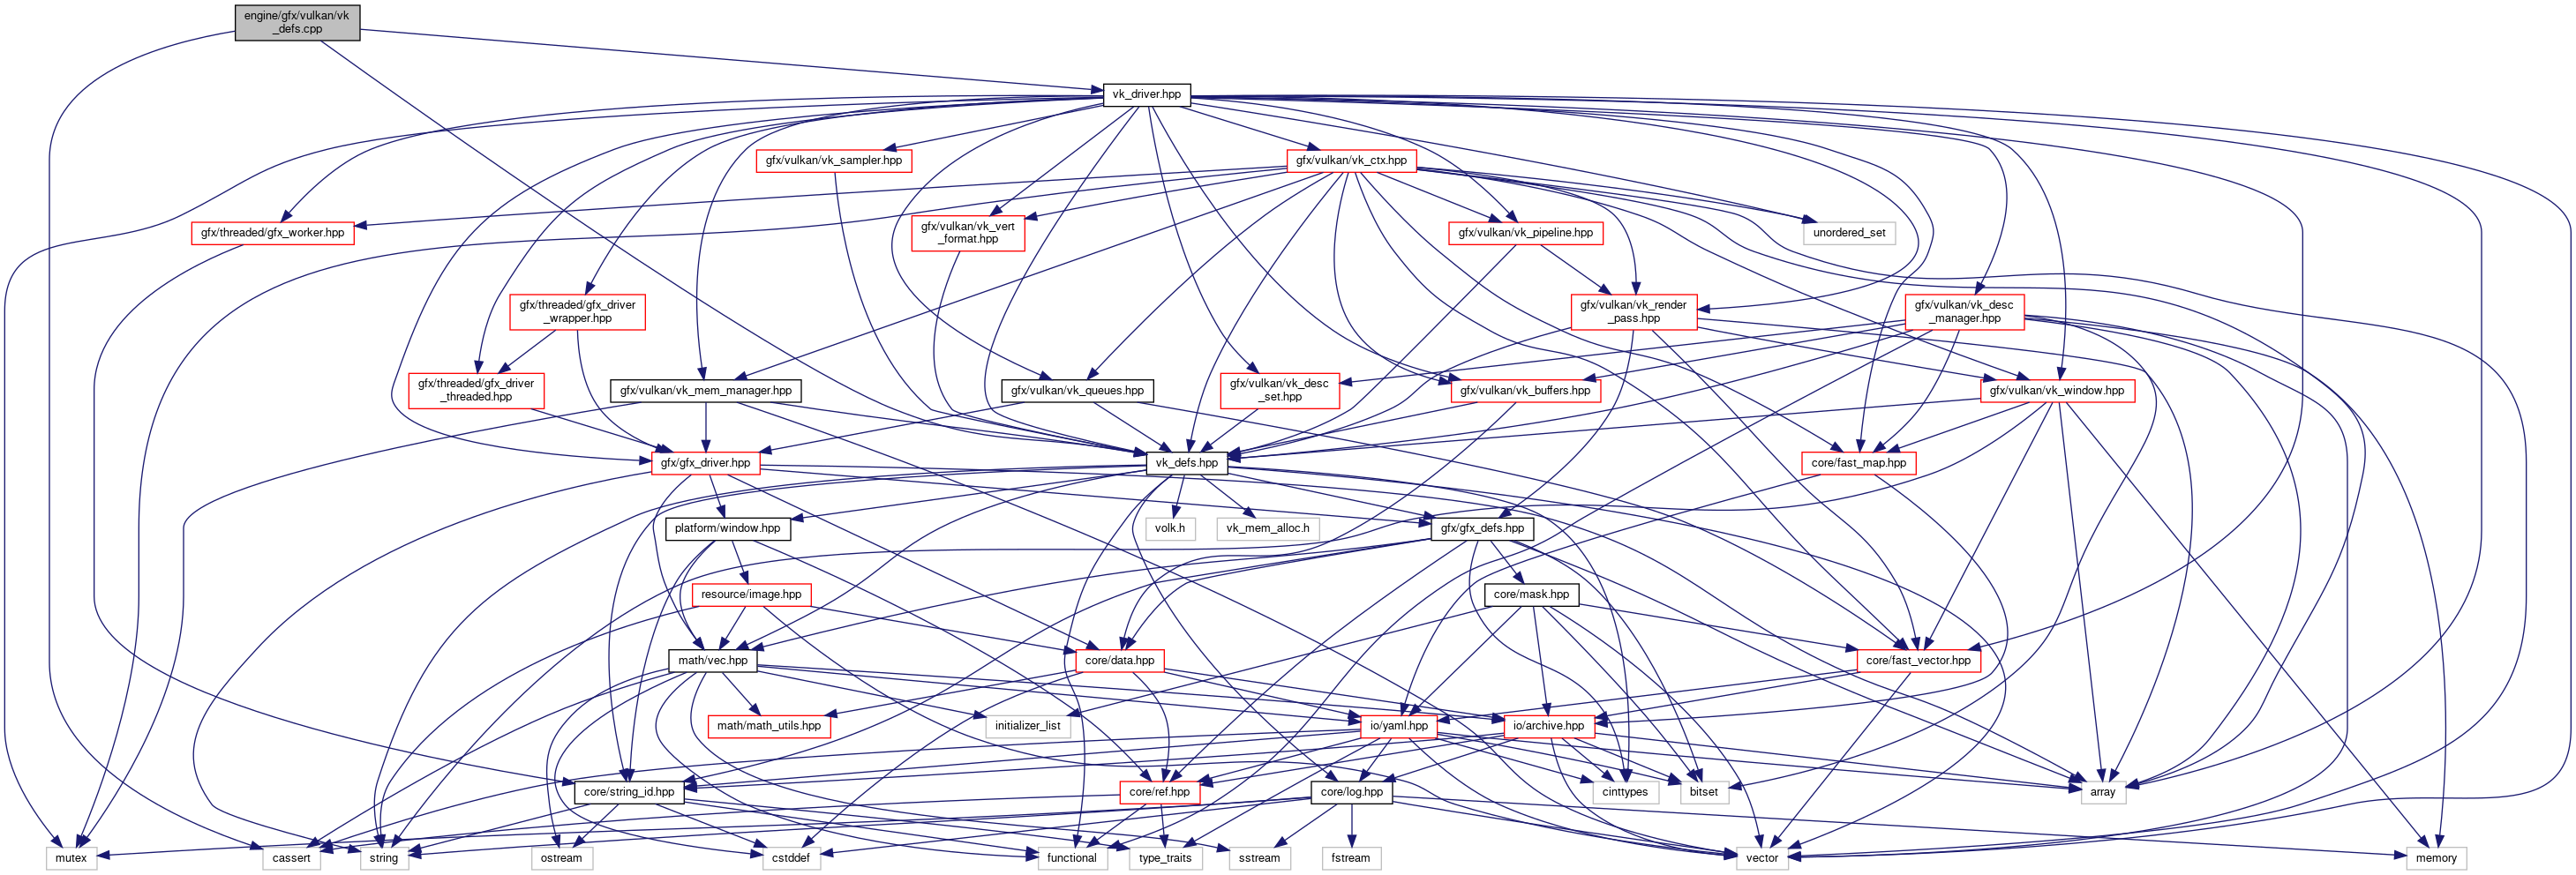 engine/gfx/vulkan/vk
_defs.cpp
vk_driver.hpp
gfx/vulkan/vk_sampler.hpp
gfx/vulkan/vk_ctx.hpp
gfx/threaded/gfx_worker.hpp
gfx/vulkan/vk_vert
_format.hpp
gfx/vulkan/vk_pipeline.hpp
unordered_set
gfx/threaded/gfx_driver
_wrapper.hpp
gfx/vulkan/vk_render
_pass.hpp
gfx/vulkan/vk_desc
_manager.hpp
gfx/threaded/gfx_driver
_threaded.hpp
gfx/vulkan/vk_mem_manager.hpp
gfx/vulkan/vk_queues.hpp
gfx/vulkan/vk_desc
_set.hpp
gfx/vulkan/vk_buffers.hpp
gfx/vulkan/vk_window.hpp
gfx/gfx_driver.hpp
vk_defs.hpp
core/fast_map.hpp
platform/window.hpp
volk.h
vk_mem_alloc.h
gfx/gfx_defs.hpp
resource/image.hpp
core/mask.hpp
math/vec.hpp
core/data.hpp
core/fast_vector.hpp
math/math_utils.hpp
initializer_list
io/yaml.hpp
io/archive.hpp
core/string_id.hpp
core/ref.hpp
core/log.hpp
cinttypes
bitset
array
mutex
cassert
string
ostream
cstddef
functional
type_traits
sstream
fstream
vector
memory